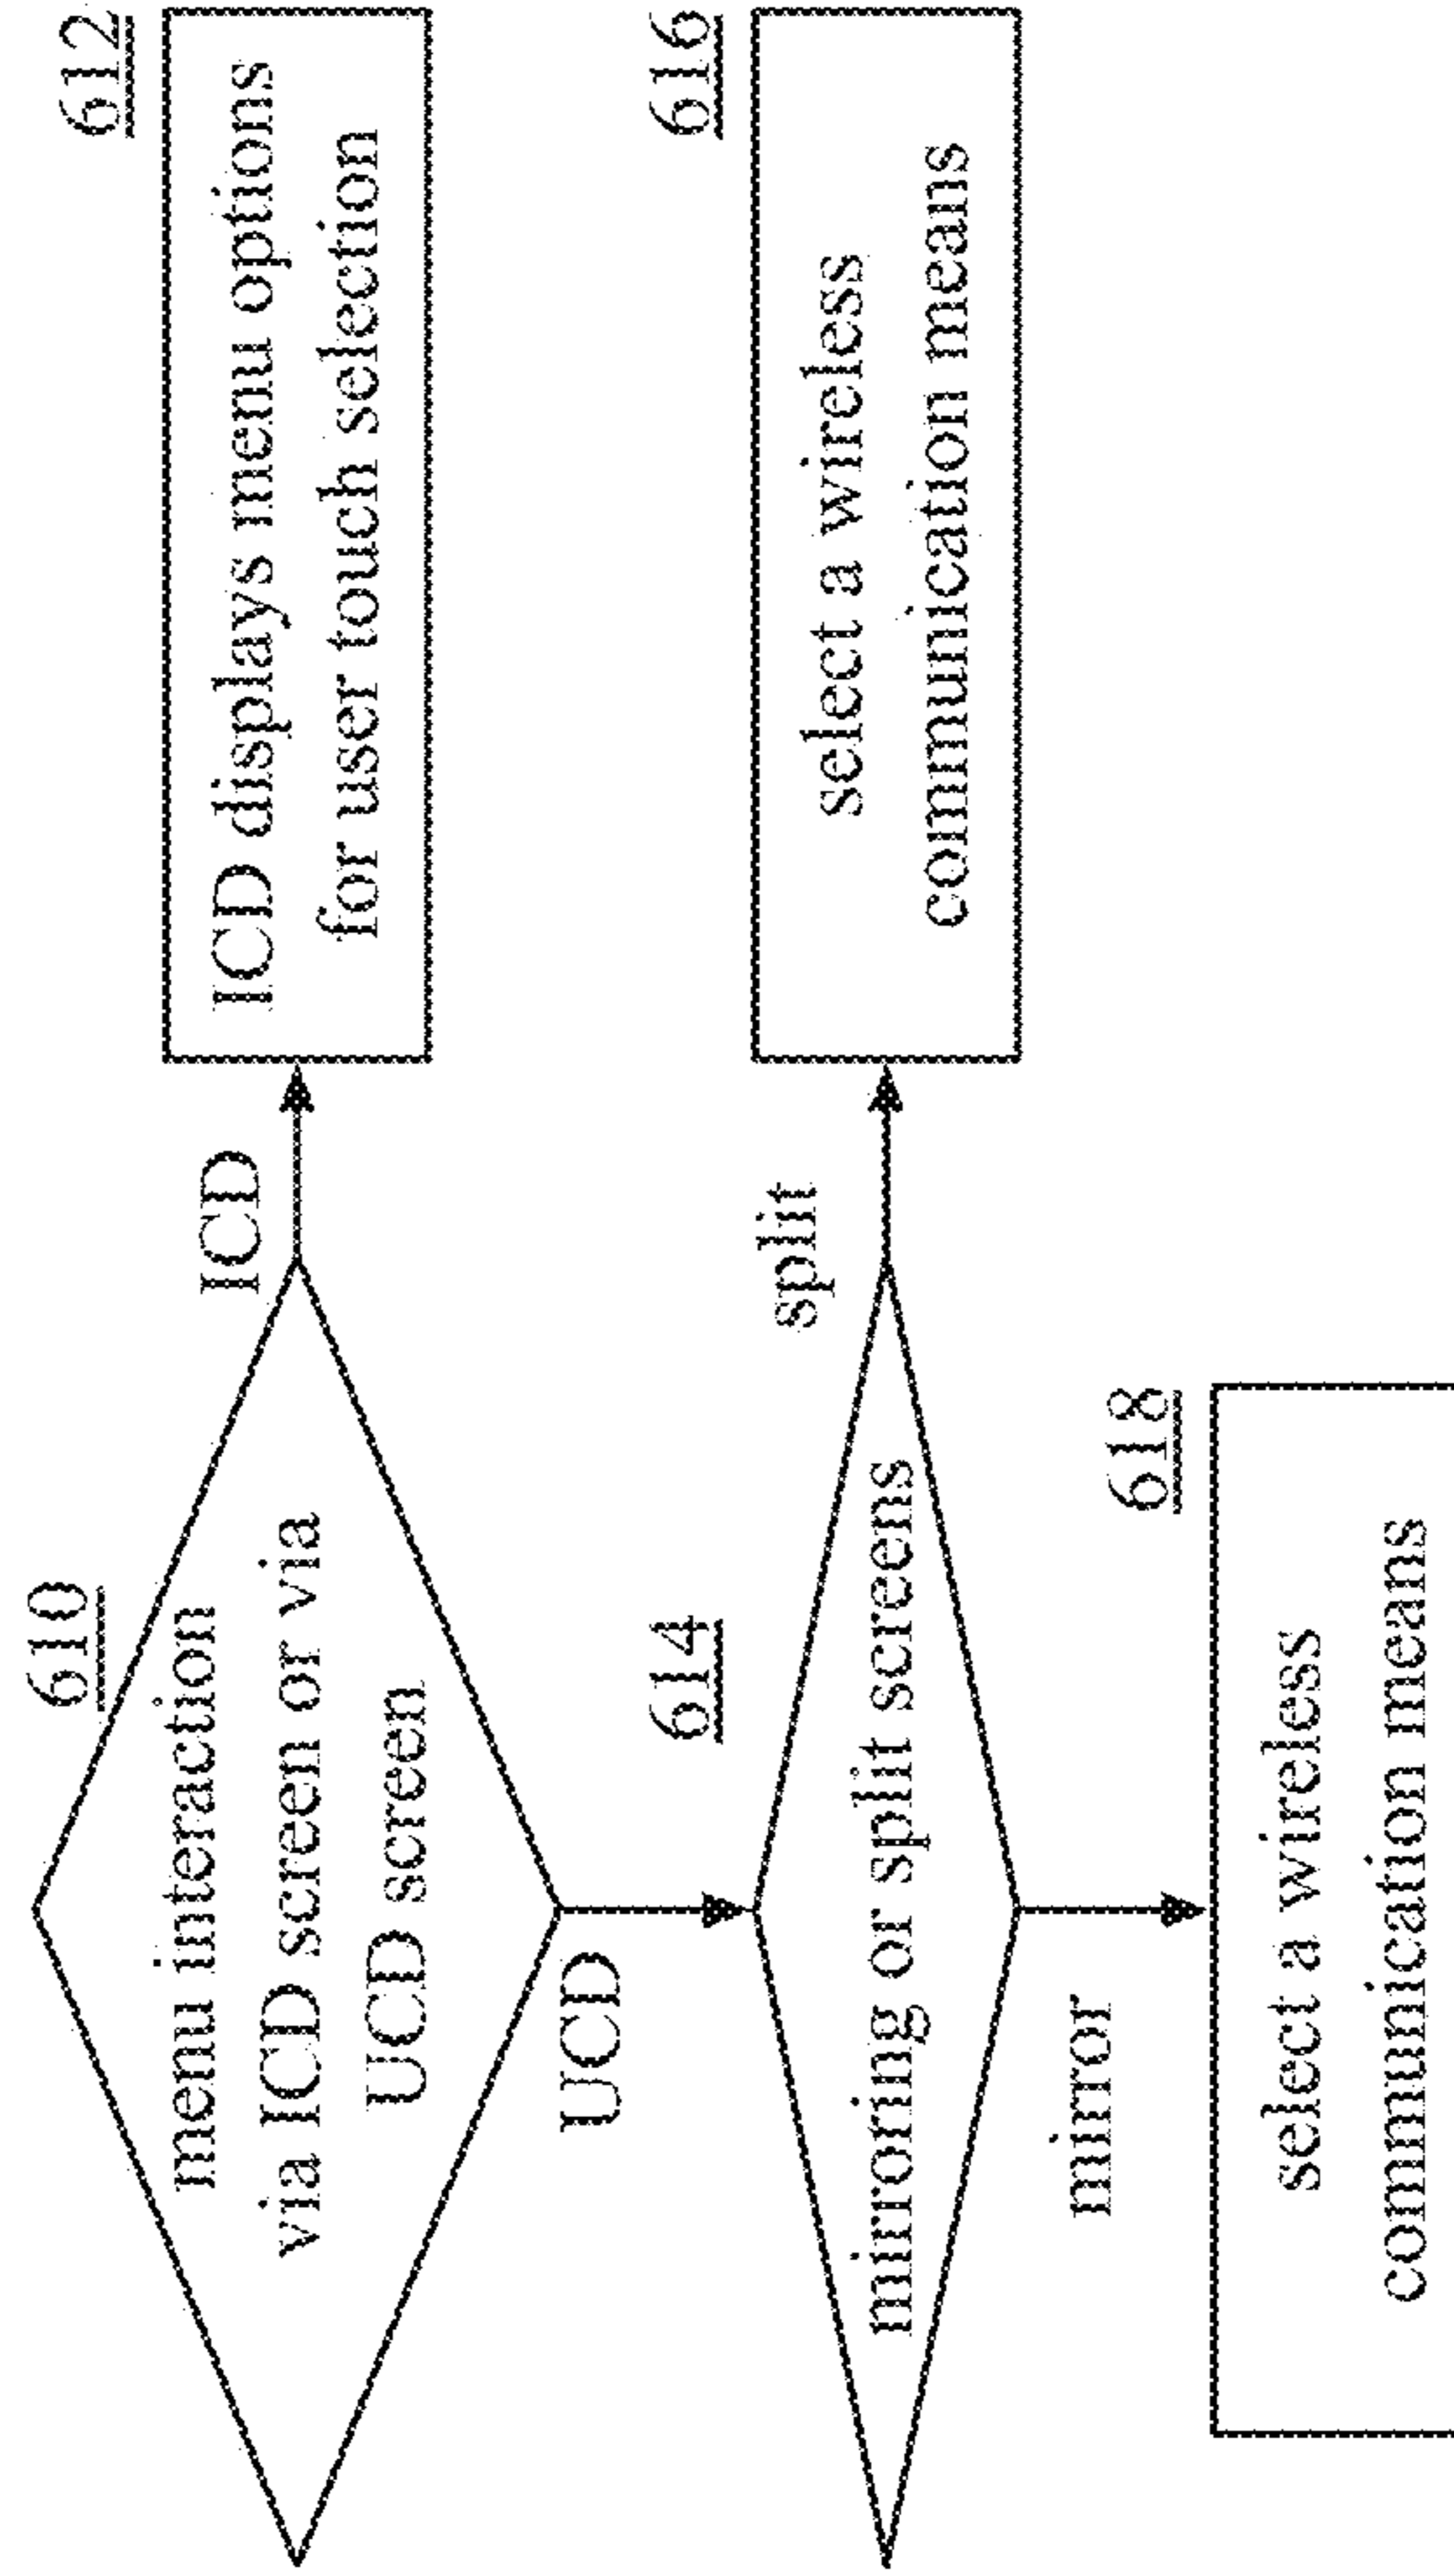 610
menu interaction
via ICD screen or via
UCD screen
ICD
612
ICD displays menu options
for user touch selection
UCD
614
mirroring or split screens
split
616
select a wireless
communication means
mirror
618
select a wireless
communication means